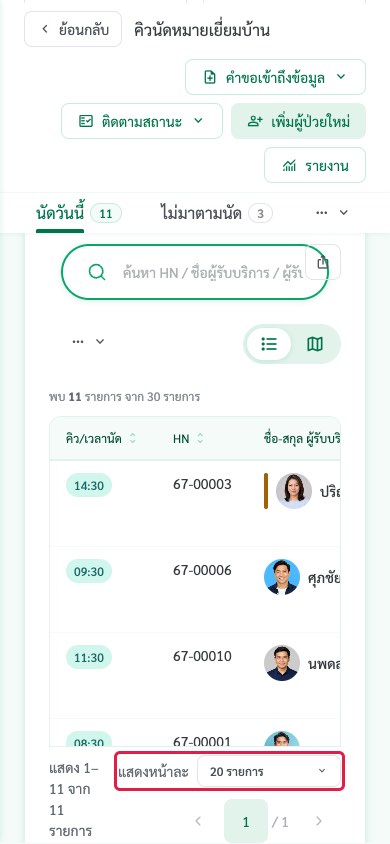 ย้อนกลับ
คิวนัดหมายเยี่ยมบ้าน
คำขอเข้าถึงข้อมูล
ติดตามสถานะ
เพิ่มผู้ป่วยใหม่
รายงาน
นัดวันนี้ 11
ไม่มาตามนัด 3
ค้นหา HN / ชื่อผู้รับบริการ / ผู้รับ
พบ 11 รายการ จาก 30 รายการ
คิว/เวลานัด
HN
ชื่อ-สกุล ผู้รับบริ
14:30
67-00003
ปริณ
09:30
67-00006
ศุภชัย
11:30
67-00010
นพดล
08:30
67-00001
แสดง 1–
11 จาก
11
รายการ
แสดงหน้าละ
20 รายการ
1
/ 1